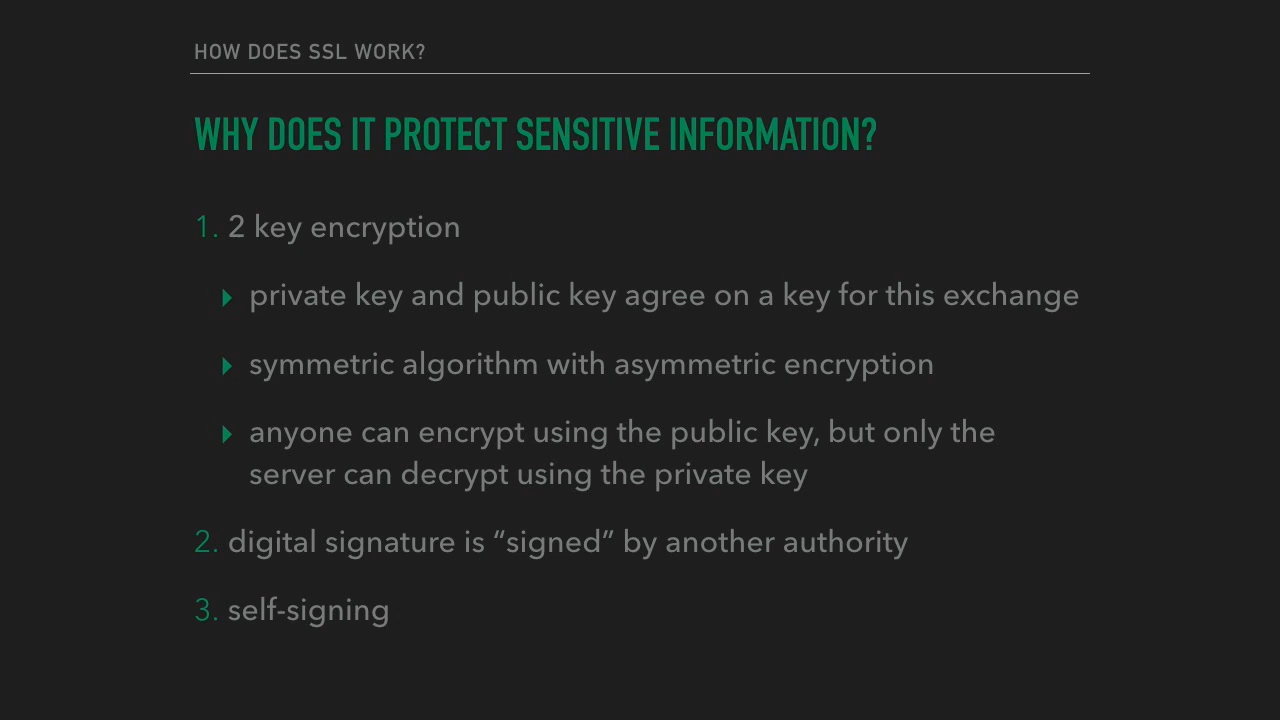 HOW DOES SSL WORK?
WHY DOES IT PROTECT SENSITIVE INFORMATION?
1. 2 key encryption
▸ private key and public key agree on a key for this exchange
▸ symmetric algorithm with asymmetric encryption
▸ anyone can encrypt using the public key, but only the
server can decrypt using the private key
2. digital signature is “signed” by another authority
3. self-signing